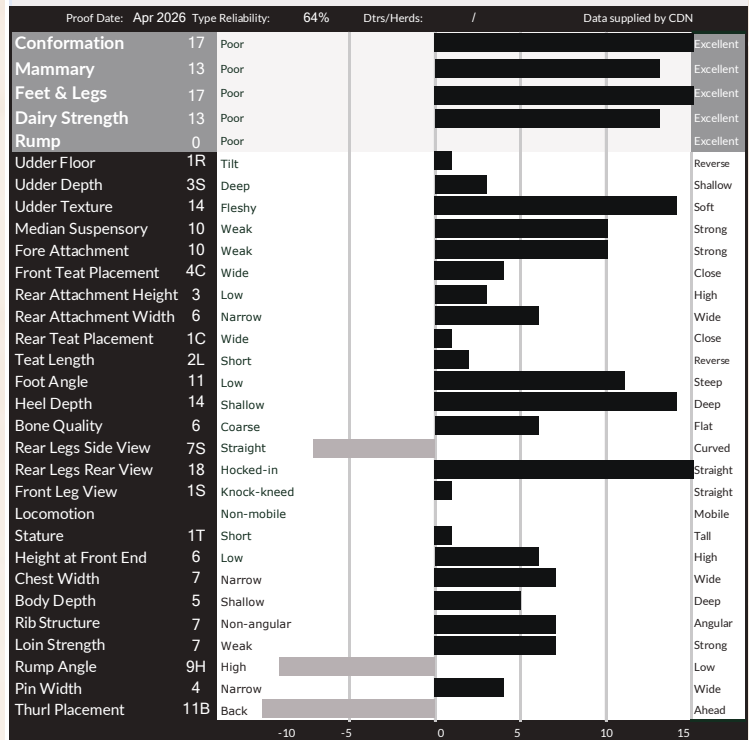 Proof Date: Apr 2026 Type Reliability: 64% Dtrs/Herds: / Data supplied by CDN
Conformation 17 Poor Excellent
Mammary 13 Poor Excellent
Feet & Legs 17 Poor Excellent
Dairy Strength 13 Poor Excellent
Rump 0 Poor Excellent
Udder Floor 1R Tilt Reverse
Udder Depth 3S Deep Shallow
Udder Texture 14 Fleshy Soft
Median Suspensory 10 Weak Strong
Fore Attachment 10 Weak Strong
Front Teat Placement 4C Wide Close
Rear Attachment Height 3 Low High
Rear Attachment Width 6 Narrow Wide
Rear Teat Placement 1C Wide Close
Teat Length 2L Short Reverse
Foot Angle 11 Low Steep
Heel Depth 14 Shallow Deep
Bone Quality 6 Coarse Flat
Rear Legs Side View 7S Straight Curved
Rear Legs Rear View 18 Hocked-in Straight
Front Leg View 1S Knock-kneed Straight
Locomotion Non-mobile Mobile
Stature 1T Short Tall
Height at Front End 6 Low High
Chest Width 7 Narrow Wide
Body Depth 5 Shallow Deep
Rib Structure 7 Non-angular Angular
Loin Strength 7 Weak Strong
Rump Angle 9H High Low
Pin Width 4 Narrow Wide
Thurl Placement 11B Back Ahead
-10 -5 0 5 10 15